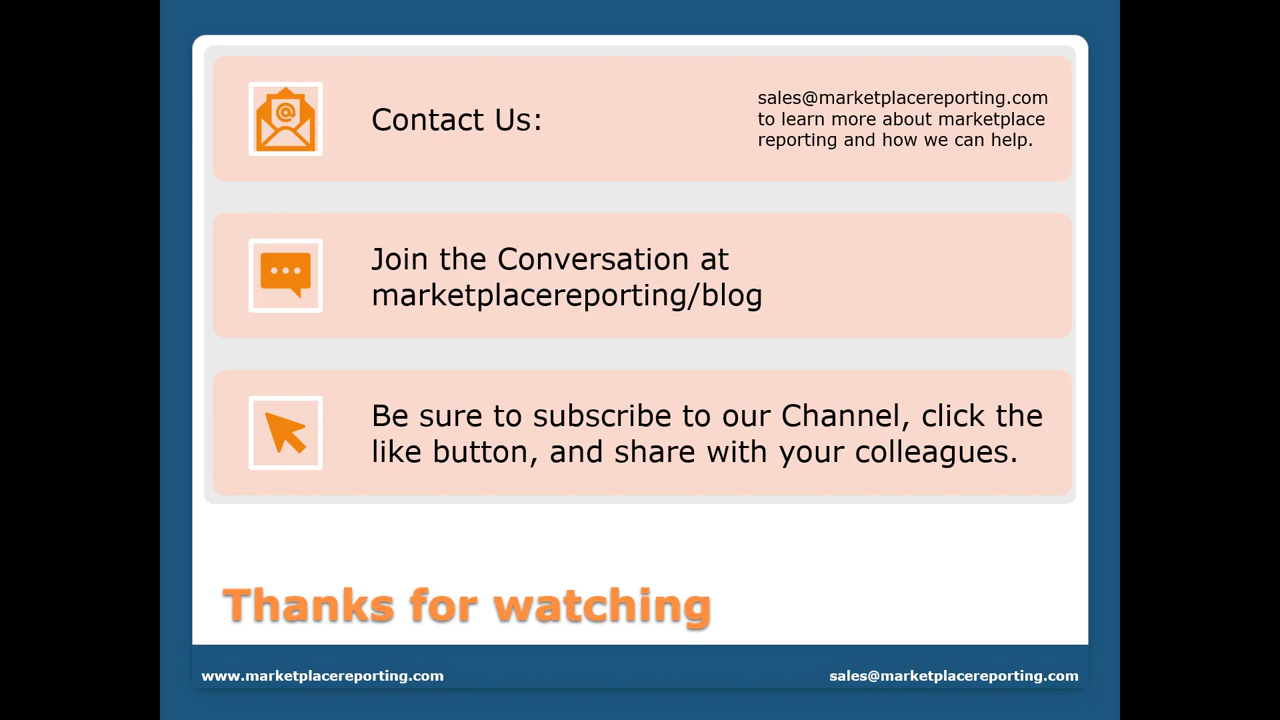 Contact Us:
sales@marketplacereporting.com
to learn more about marketplace
reporting and how we can help.
Join the Conversation at
marketplacereporting/blog
Be sure to subscribe to our Channel, click the
like button, and share with your colleagues.
Thanks for watching
www.marketplacereporting.com
sales@marketplacereporting.com